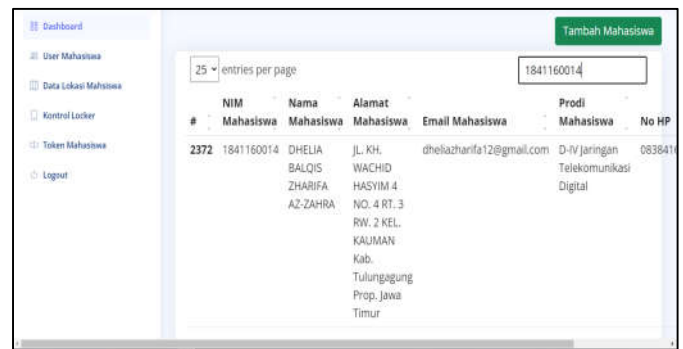 Dashboard
User Mahasiswa
Data Lokasi Mahsiswa
Kontrol Locker
Token Mahasiswa
Logout
Tambah Mahasiswa
25 entries per page
1841160014
# NIM Mahasiswa Nama Mahasiswa Alamat Mahasiswa Email Mahasiswa Prodi Mahasiswa No HP
2372 1841160014 DHELIA dheliazharifa12@gmail.com D-IV Jaringan 083841
BALQIS Telekomunikasi
ZHARIFA Digital
AZ-ZAHRA
JL. KH.
WACHID
HASYIM 4
NO. 4 RT. 3
RW. 2 KEL.
KAUMAN
Kab.
Tulungagung
Prop. Jawa
Timur